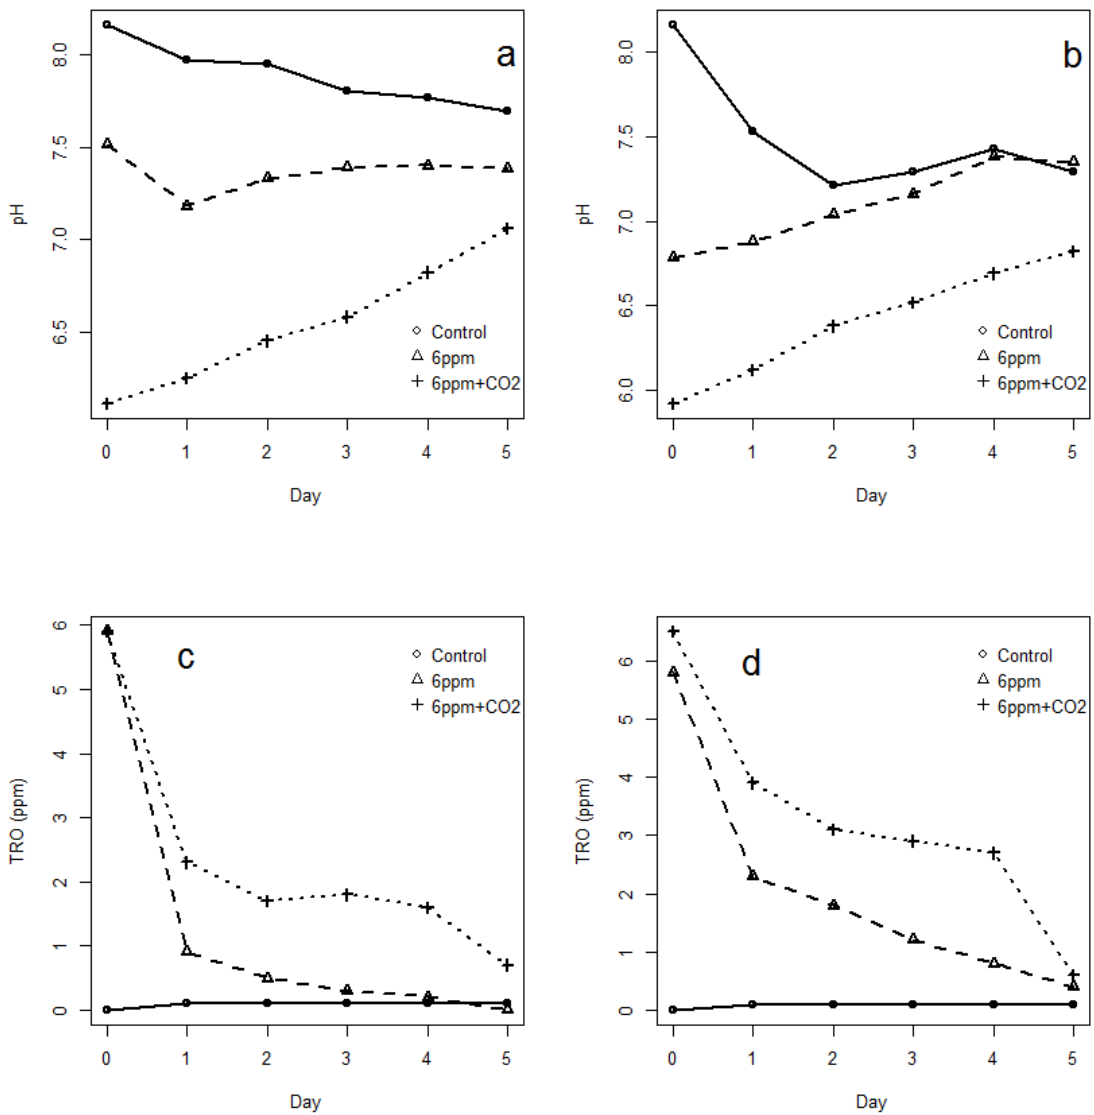 a
pH
8.0
7.5
7.0
6.5
Control
6ppm
6ppm+CO2
0 1 2 3 4 5
Day
b
pH
8.0
7.5
7.0
6.5
6.0
Control
6ppm
6ppm+CO2
0 1 2 3 4 5
Day
c
TRO (ppm)
6
5
4
3
2
1
0
Control
6ppm
6ppm+CO2
0 1 2 3 4 5
Day
d
TRO (ppm)
6
5
4
3
2
1
0
Control
6ppm
6ppm+CO2
0 1 2 3 4 5
Day